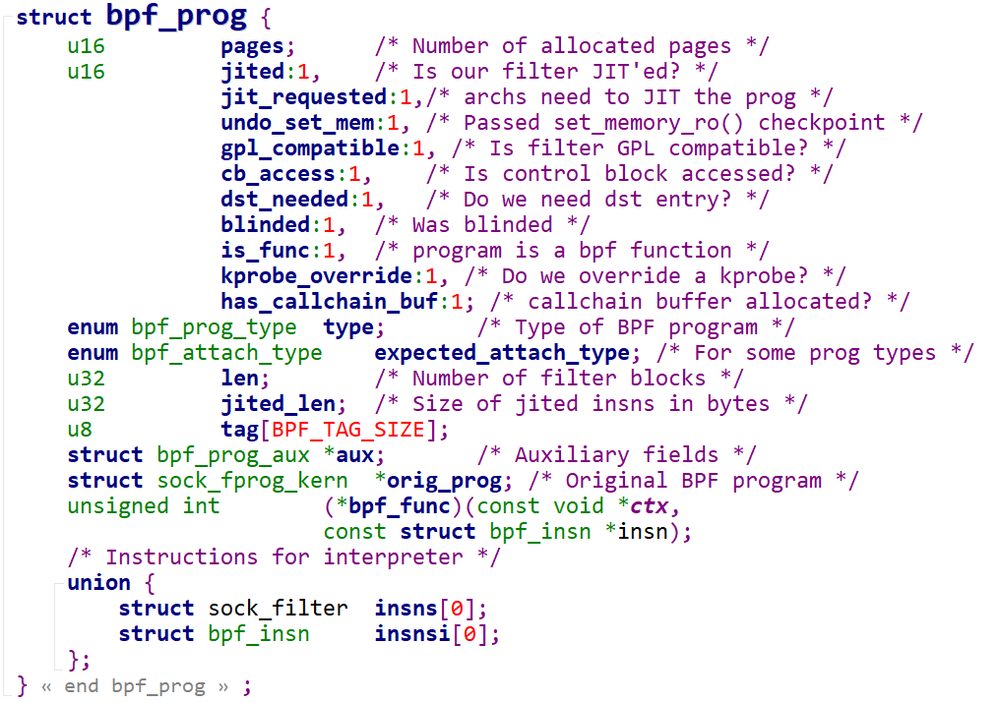 struct bpf_prog {
u16 pages; /* Number of allocated pages */
u16 jited:1, /* Is our filter JIT'ed? */
jit_requested:1,/* archs need to JIT the prog */
undo_set_mem:1, /* Passed set_memory_ro() checkpoint */
gpl_compatible:1, /* Is filter GPL compatible? */
cb_access:1, /* Is control block accessed? */
dst_needed:1, /* Do we need dst entry? */
blinded:1, /* Was blinded */
is_func:1, /* program is a bpf function */
kprobe_override:1, /* Do we override a kprobe? */
has_callchain_buf:1; /* callchain buffer allocated? */
enum bpf_prog_type type; /* Type of BPF program */
enum bpf_attach_type expected_attach_type; /* For some prog types */
u32 len; /* Number of filter blocks */
u32 jited_len; /* Size of jited insns in bytes */
u8 tag[BPF_TAG_SIZE];
struct bpf_prog_aux *aux; /* Auxiliary fields */
struct sock_fprog_kern *orig_prog; /* Original BPF program */
unsigned int (*bpf_func)(const void *ctx,
const struct bpf_insn *insn);
/* Instructions for interpreter */
union {
struct sock_filter insns[0];
struct bpf_insn insnsi[0];
};
} « end bpf_prog » ;